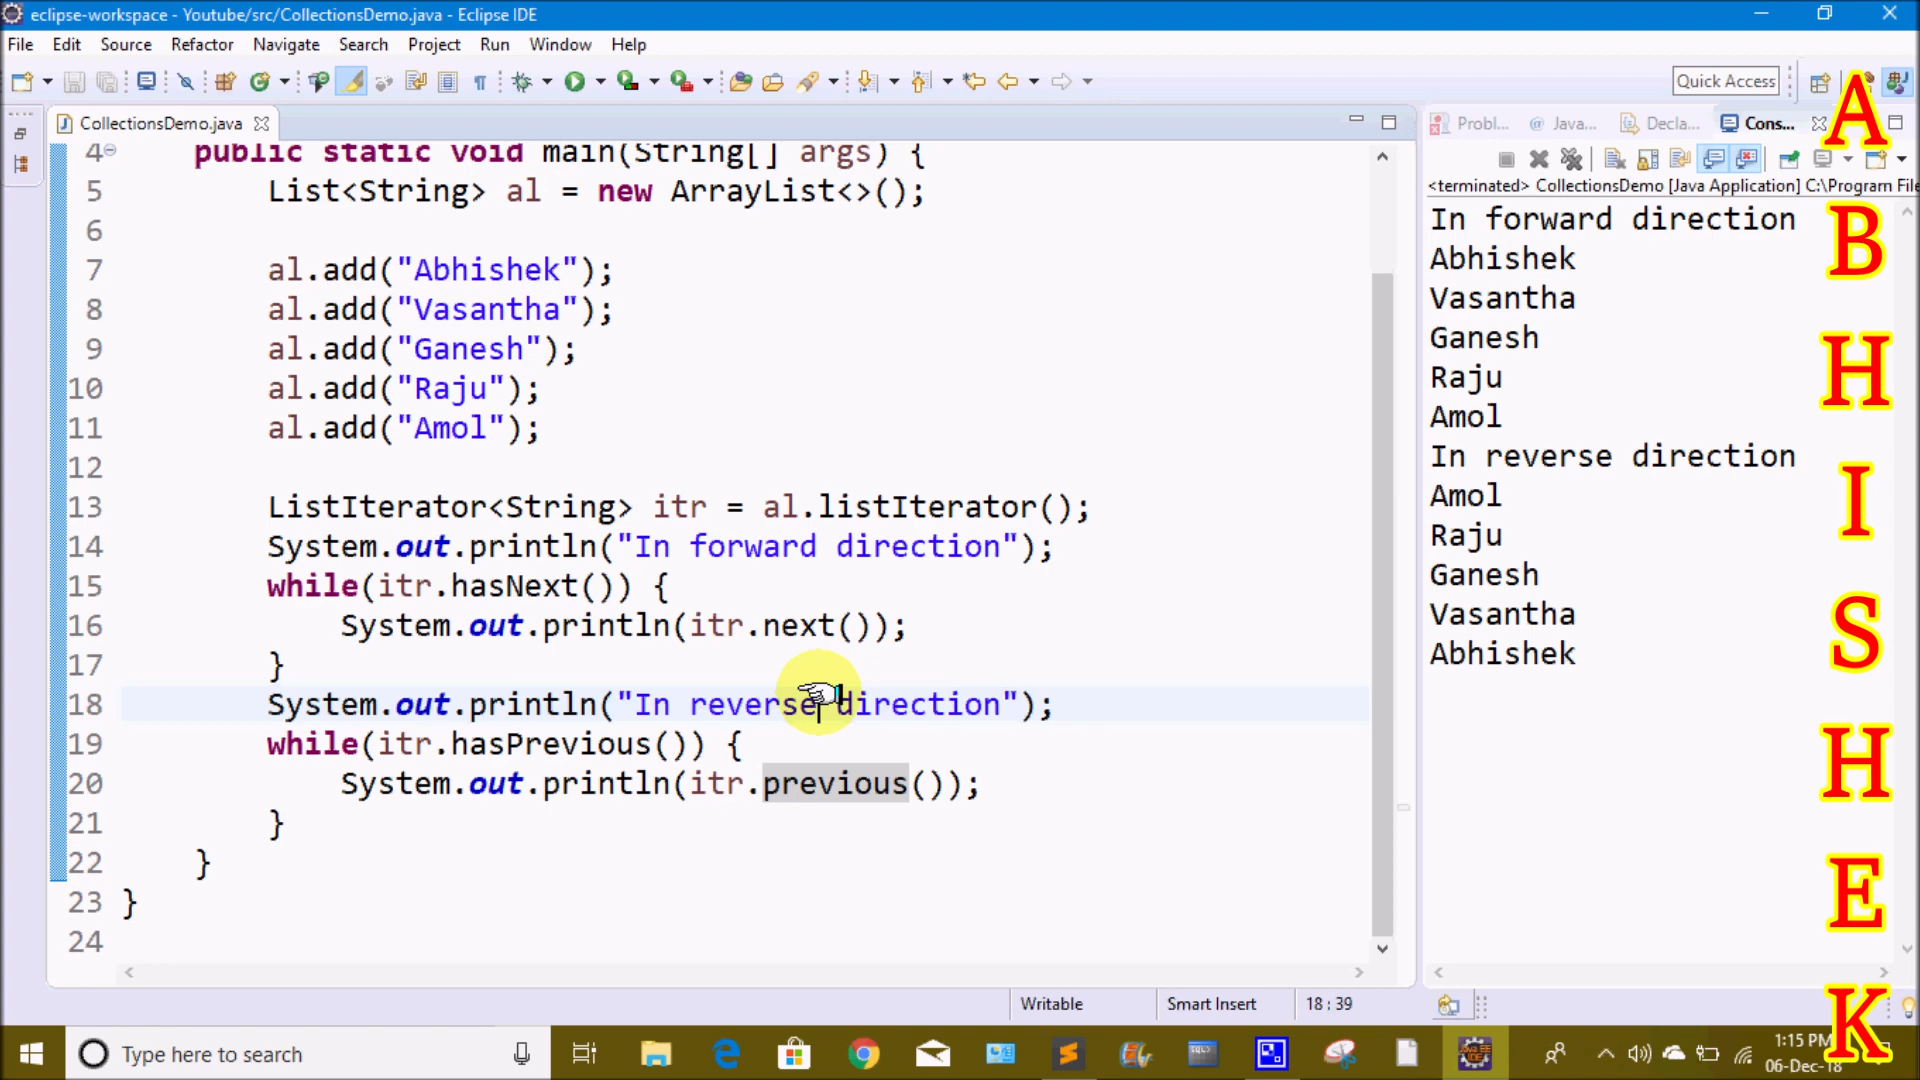 eclipse-workspace - Youtube/src/CollectionsDemo.java - Eclipse IDE
File Edit Source Refactor Navigate Search Project Run Window Help
Quick Access
CollectionsDemo.java
4 public static void main(String[] args) {
5 List<String> al = new ArrayList<>();
6
7 al.add("Abhishek");
8 al.add("Vasantha");
9 al.add("Ganesh");
10 al.add("Raju");
11 al.add("Amol");
12
13 ListIterator<String> itr = al.listIterator();
14 System.out.println("In forward direction");
15 while(itr.hasNext()) {
16 System.out.println(itr.next());
17 }
18 System.out.println("In reverse direction");
19 while(itr.hasPrevious()) {
20 System.out.println(itr.previous());
21 }
22 }
23 }
24
Probl... Java... Decla... Cons...
<terminated> CollectionsDemo [Java Application] C:\Program File
In forward direction
Abhishek
Vasantha
Ganesh
Raju
Amol
In reverse direction
Amol
Raju
Ganesh
Vasantha
Abhishek
A
B
H
I
S
H
E
K
Writable Smart Insert 18 : 39
Type here to search
1:15 PM
06-Dec-18